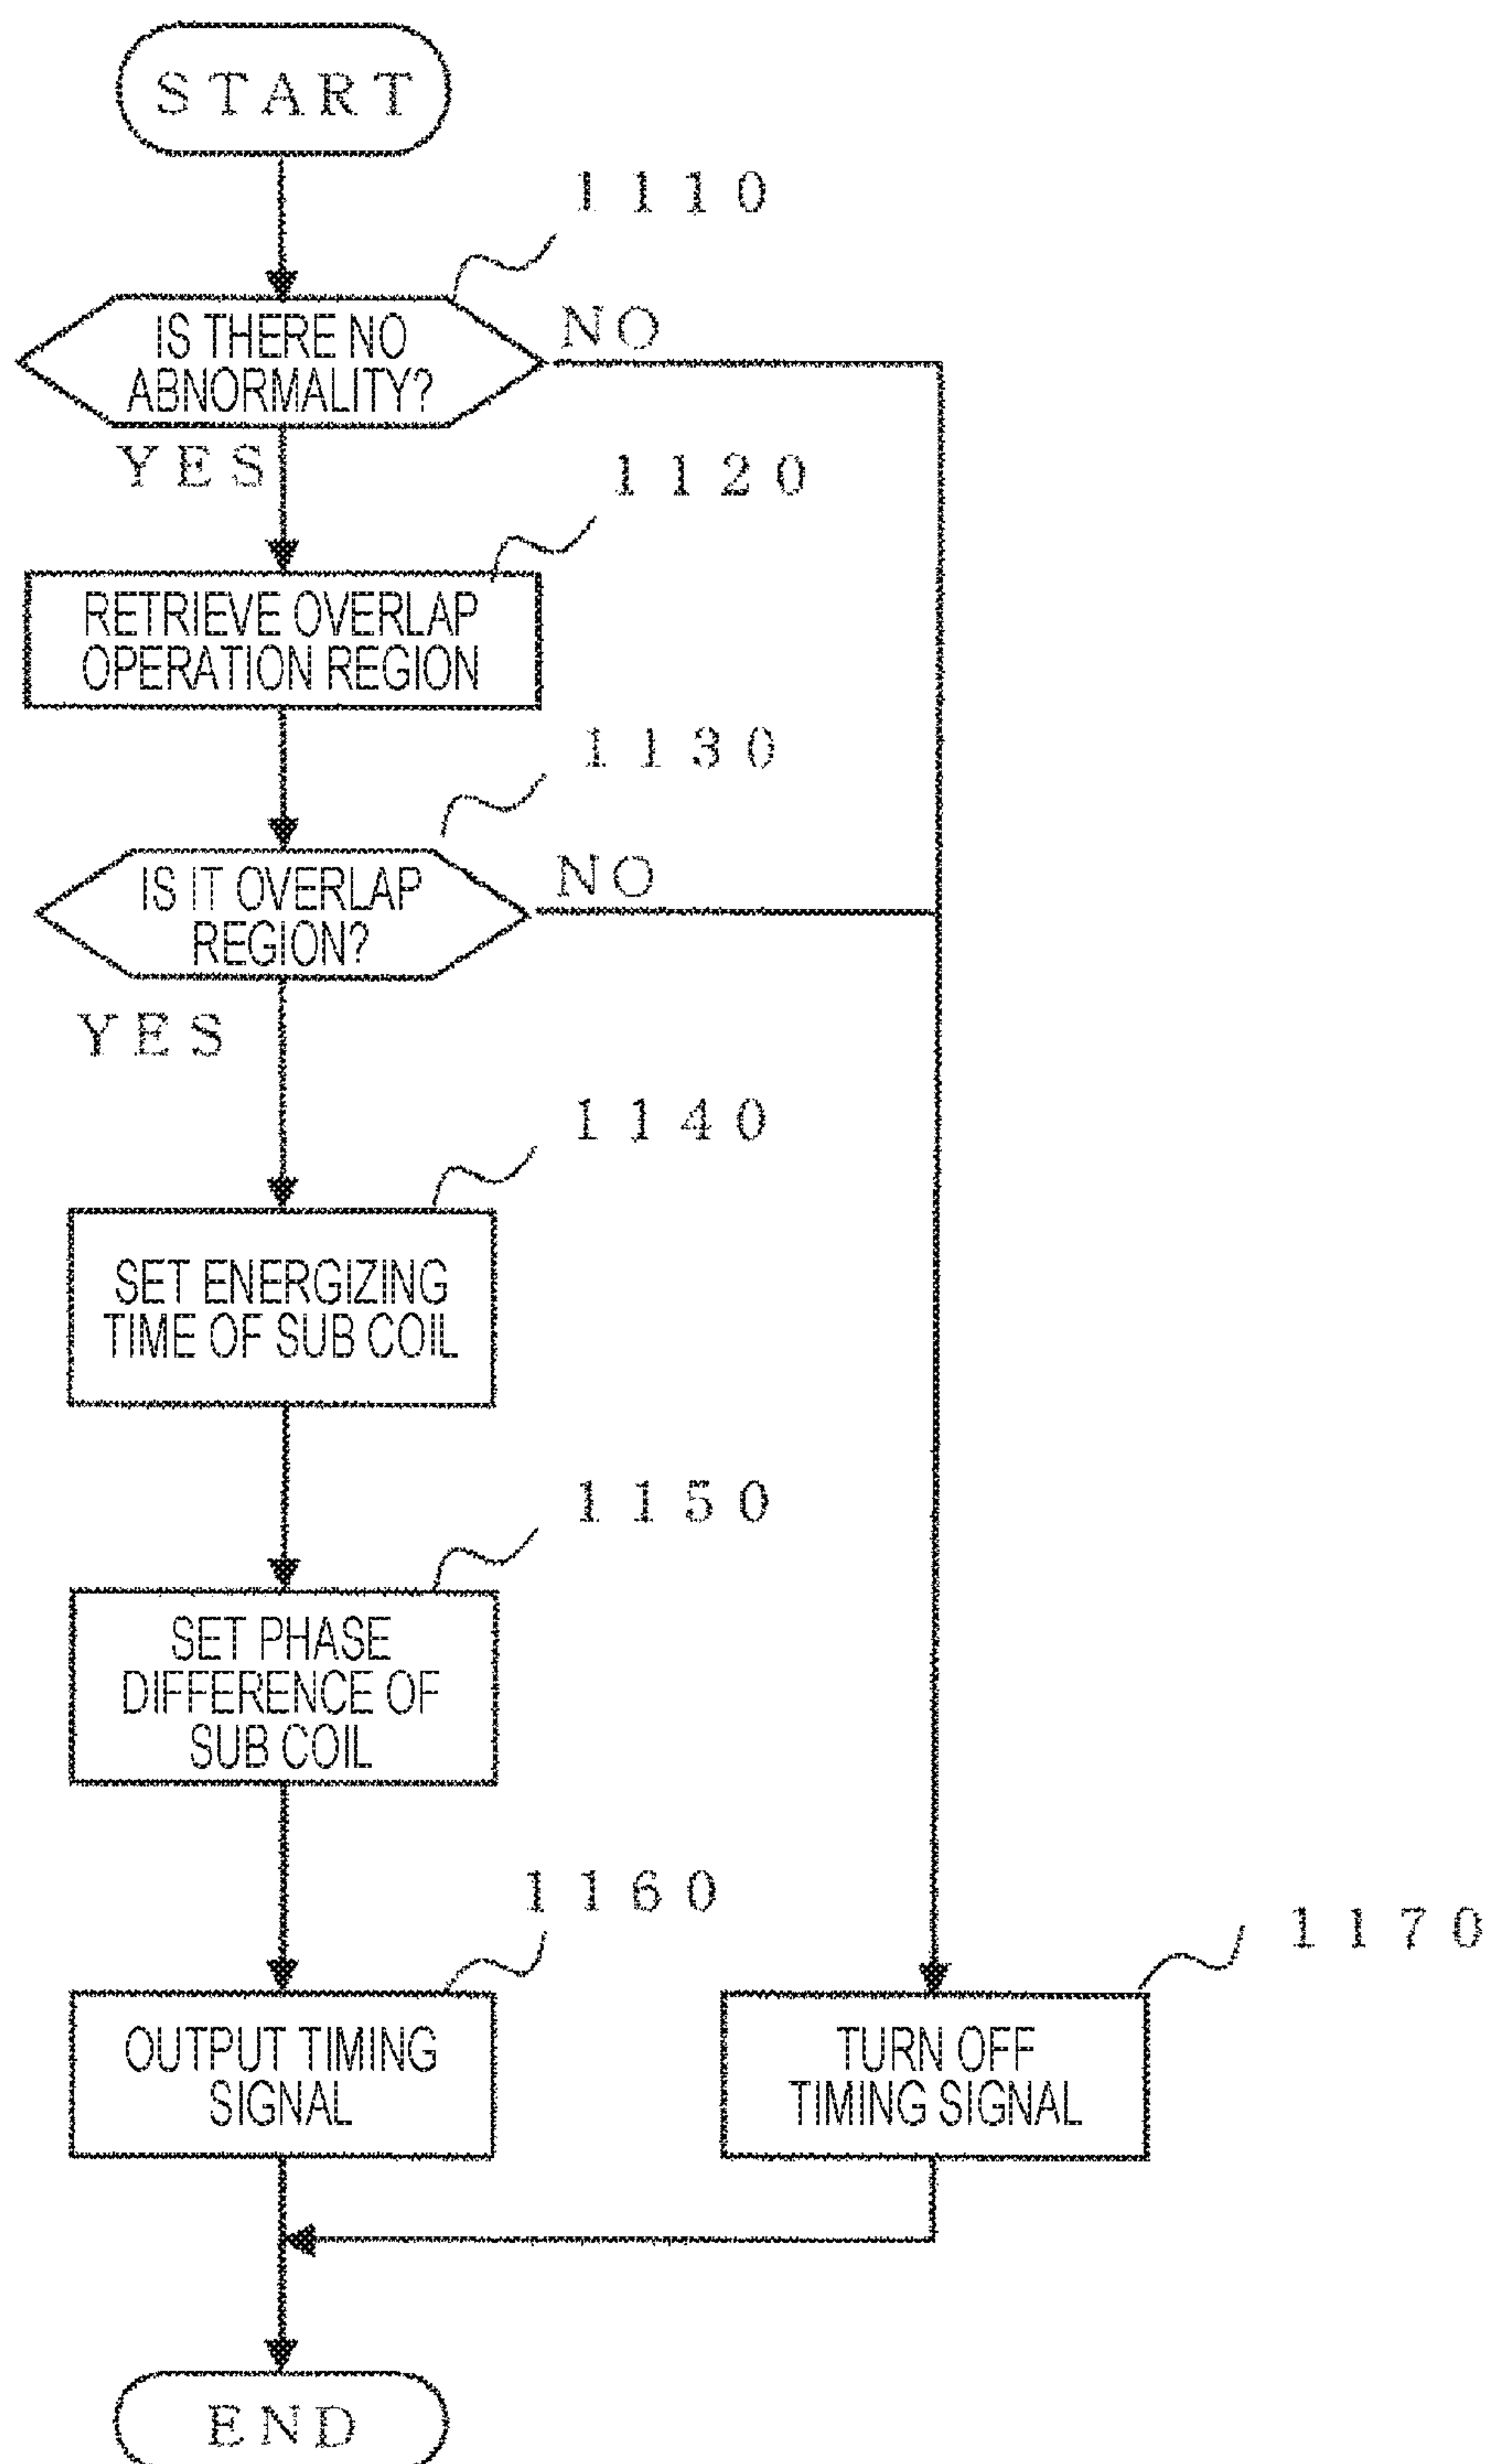 START
1110
IS THERE NO
ABNORMALITY?
NO
YES
1120
RETRIEVE OVERLAP
OPERATION REGION
1130
IS IT OVERLAP
REGION?
NO
YES
1140
SET ENERGIZING
TIME OF SUB COIL
1150
SET PHASE
DIFFERENCE OF
SUB COIL
1160
OUTPUT TIMING
SIGNAL
1170
TURN OFF
TIMING SIGNAL
END